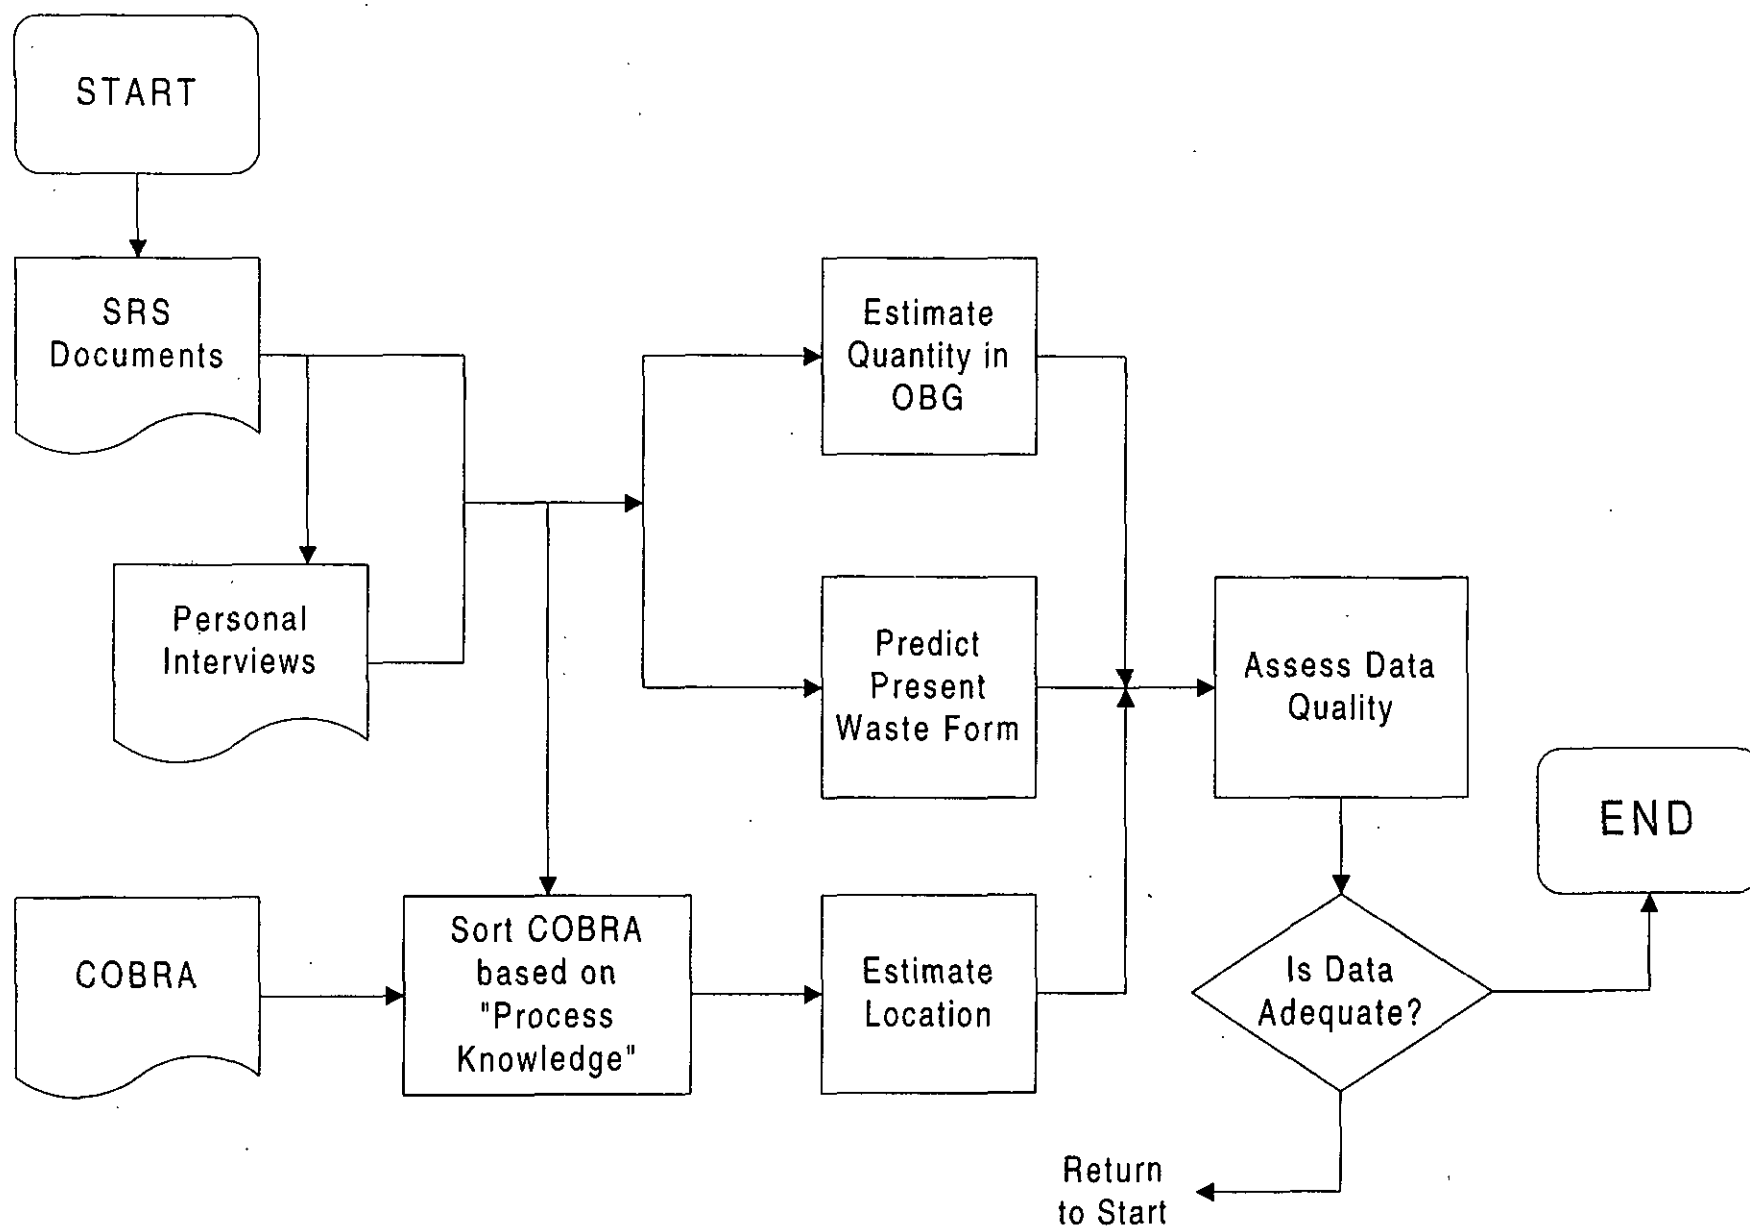 START
SRS
Documents
Estimate
Quantity in
OBG
Personal
Interviews
Predict
Present
Waste Form
Assess Data
Quality
END
COBRA
Sort COBRA
based on
"Process
Knowledge"
Estimate
Location
Is Data
Adequate?
Return
to Start